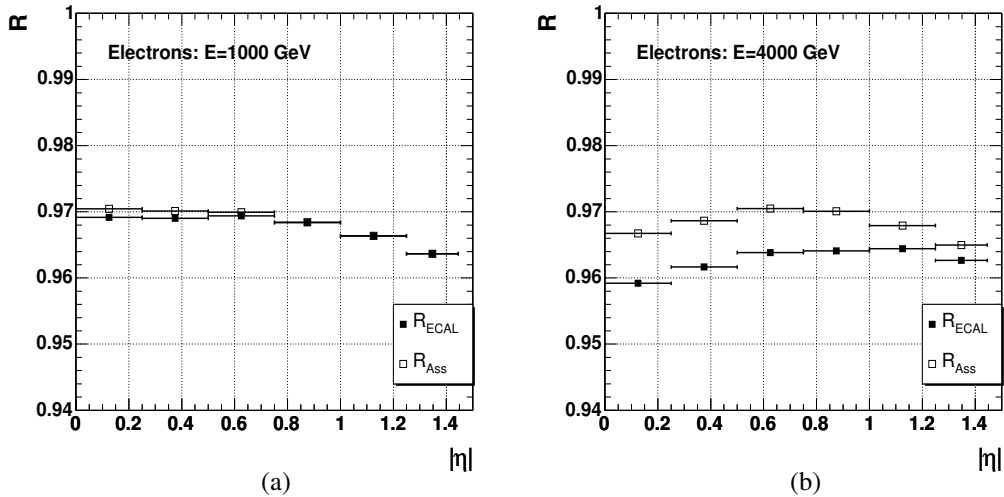 R
1
0.99
0.98
0.97
0.96
0.95
0.94
Electrons: E=1000 GeV
R_ECAL
R_Ass
0 0.2 0.4 0.6 0.8 1 1.2 1.4
|η|
(a)
R
1
0.99
0.98
0.97
0.96
0.95
0.94
Electrons: E=4000 GeV
R_ECAL
R_Ass
0 0.2 0.4 0.6 0.8 1 1.2 1.4
|η|
(b)